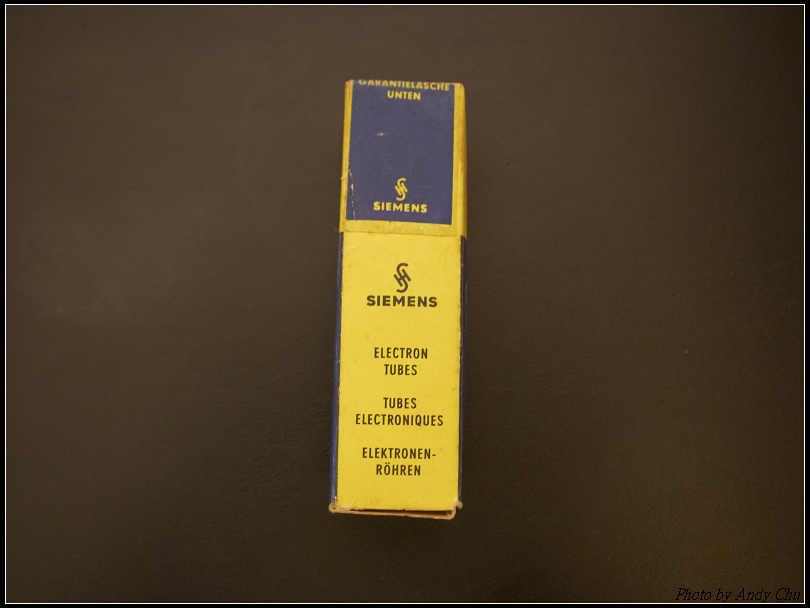 GARANTIELASCHE
UNTEN
SIEMENS
SIEMENS
ELECTRON
TUBES
TUBES
ELECTRONIQUES
ELEKTRONEN-
RÖHREN
Photo by Andy Chu